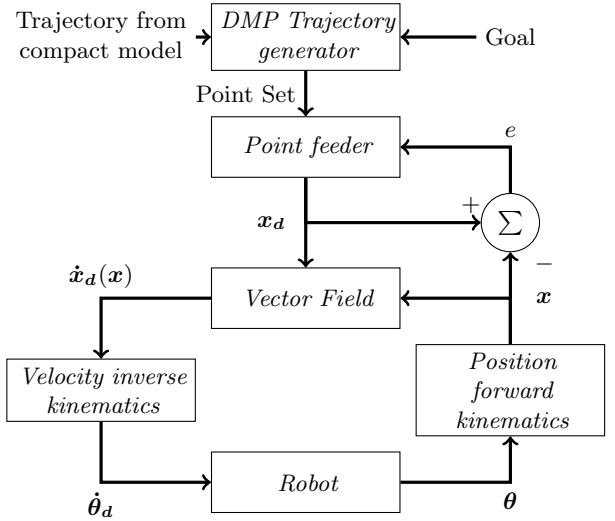 Trajectory from
compact model
DMP Trajectory
generator
Goal
Point Set
Point feeder
e
x_d
+
Σ
−
x
ẋ_d(x)
Vector Field
Velocity inverse
kinematics
Position
forward
kinematics
Robot
θ̇_d
θ